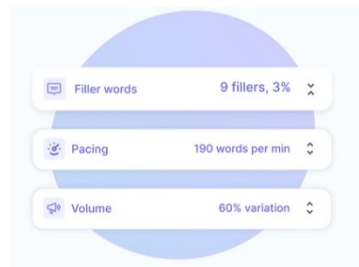 Filler words 9 fillers, 3%
Pacing 190 words per min
Volume 60% variation